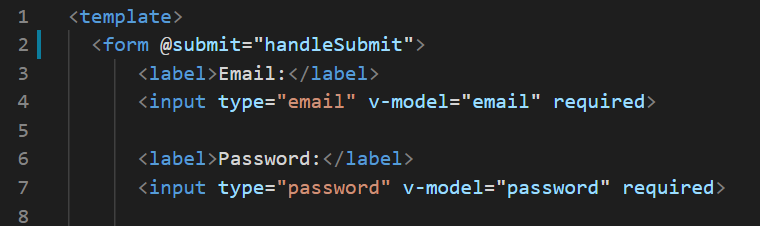 1 <template>
2 <form @submit="handleSubmit">
3 <label>Email:</label>
4 <input type="email" v-model="email" required>
5
6 <label>Password:</label>
7 <input type="password" v-model="password" required>
8